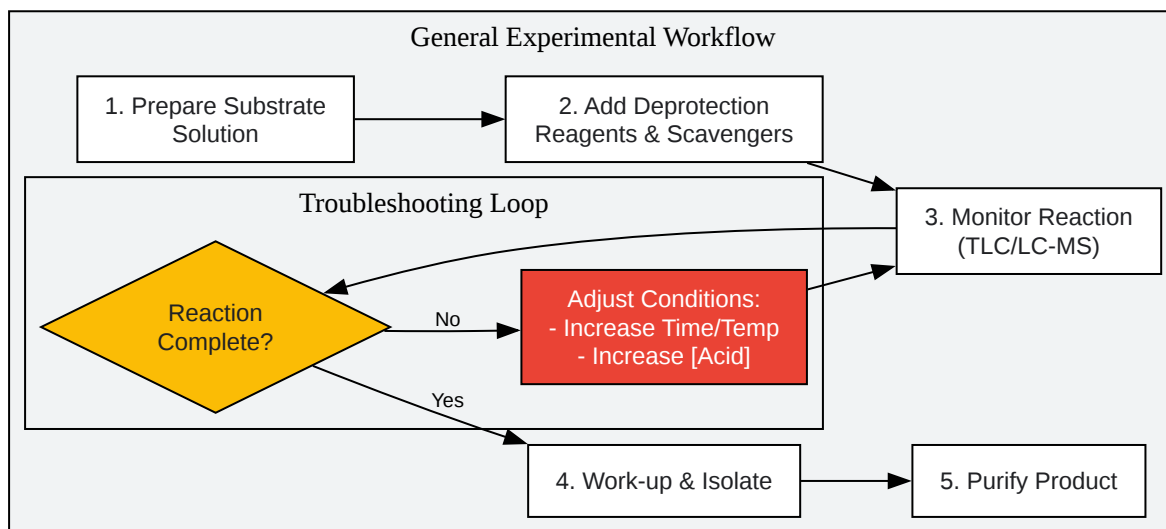 General Experimental Workflow
1. Prepare Substrate
Solution
2. Add Deprotection
Reagents & Scavengers
3. Monitor Reaction
(TLC/LC-MS)
Troubleshooting Loop
Reaction
Complete?
No
Adjust Conditions:
- Increase Time/Temp
- Increase [Acid]
Yes
4. Work-up & Isolate
5. Purify Product